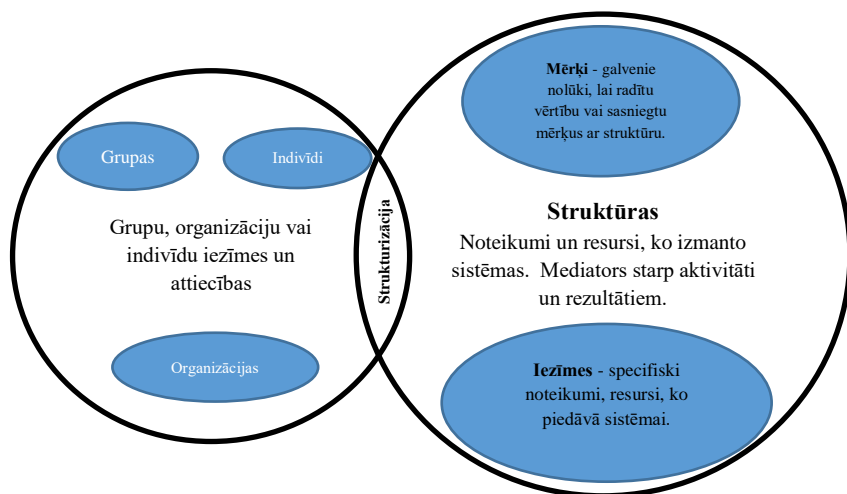 Grupas
Indivīdi
Grupu, organizāciju vai
indivīdu iezīmes un
attiecības
Organizācijas
Strukturizācija
Mērķi - galvenie
nolūki, lai radītu
vērtību vai sasniegtu
mērķus ar struktūru.
Struktūras
Noteikumi un resursi, ko izmanto
sistēmas. Mediators starp aktivitāti
un rezultātiem.
Iezīmes - specifiski
noteikumi, resursi, ko
piedāvā sistēmai.